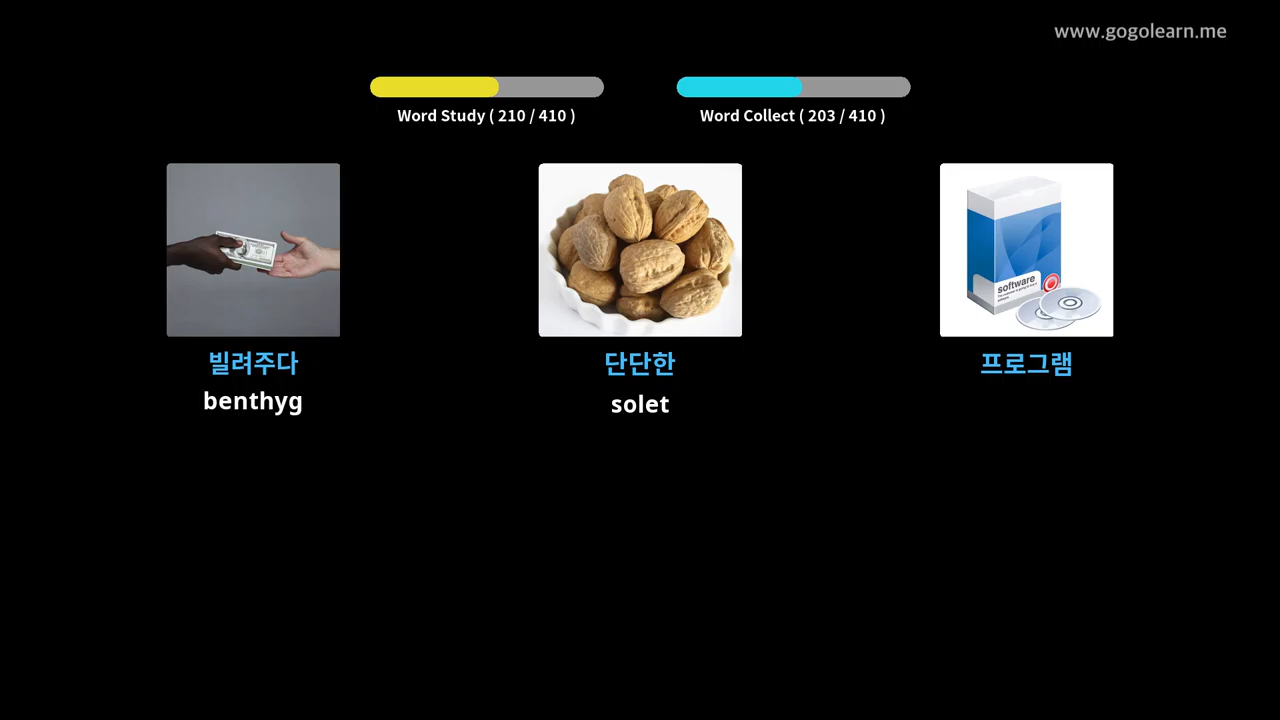 www.gogolearn.me
Word Study ( 210 / 410 )
Word Collect ( 203 / 410 )
software
빌려주다
단단한
프로그램
benthyg
solet